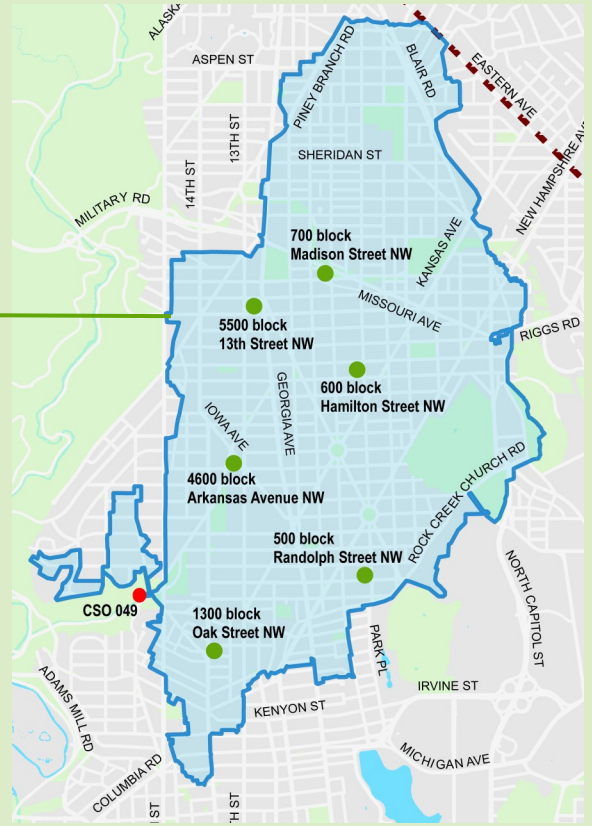 ALASKA
ASPEN ST
PINEY BRANCH RD
BLAIR RD
EASTERN AVE
13TH ST
SHERIDAN ST
14TH ST
MILITARY RD
NEW HAMPSHIRE AV
KANSAS AVE
700 block
Madison Street NW
MISSOURI AVE
5500 block
13th Street NW
RIGGS RD
GEORGIA AVE
600 block
Hamilton Street NW
IOWA AVE
4600 block
Arkansas Avenue NW
ROCK CREEK CHURCH RD
500 block
Randolph Street NW
NORTH CAPITOL ST
CSO 049
1300 block
Oak Street NW
PARK PL
ADAMS MILL RD
IRVINE ST
KENYON ST
MICHIGAN AVE
COLUMBIA RD
ST
TH ST